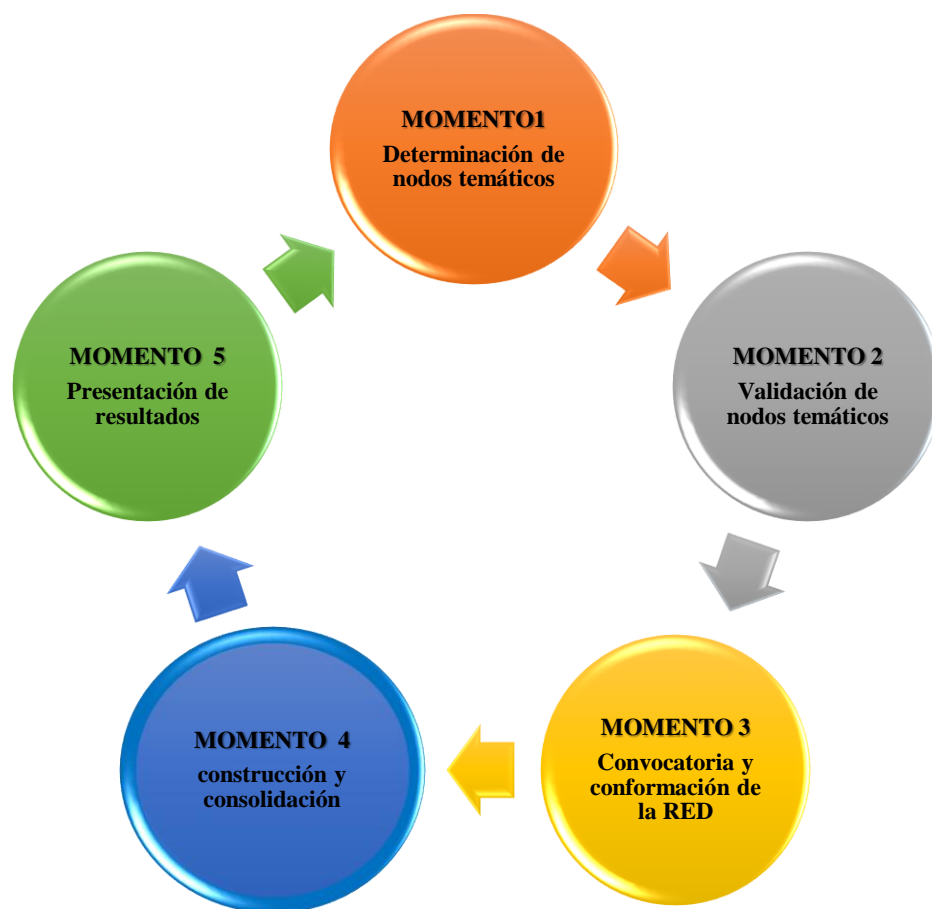 MOMENTO1
Determinación de
nodos temáticos
MOMENTO 2
Validación de
nodos temáticos
MOMENTO 3
Convocatoria y
conformación de
la RED
MOMENTO 4
construcción y
consolidación
MOMENTO 5
Presentación de
resultados